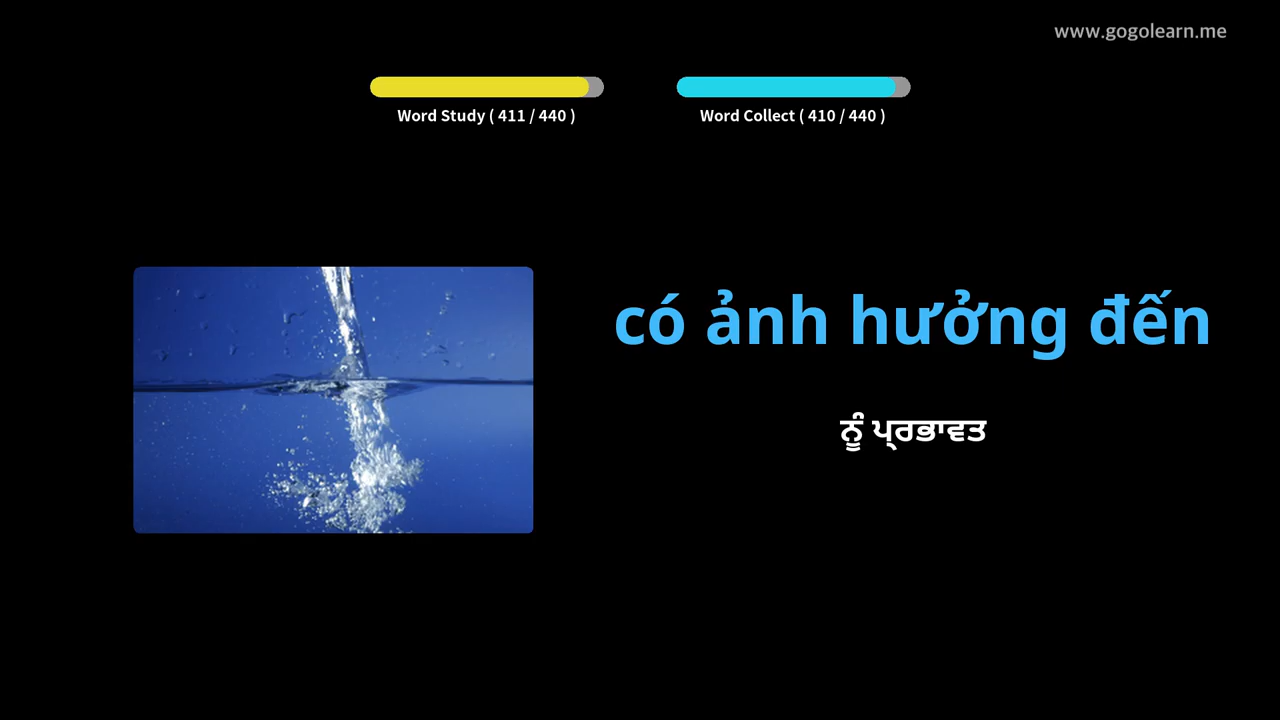 www.gogolearn.me
Word Study ( 411 / 440 )
Word Collect ( 410 / 440 )
có ảnh hưởng đến
ਨੂੰ ਪ੍ਰਭਾਵਤ